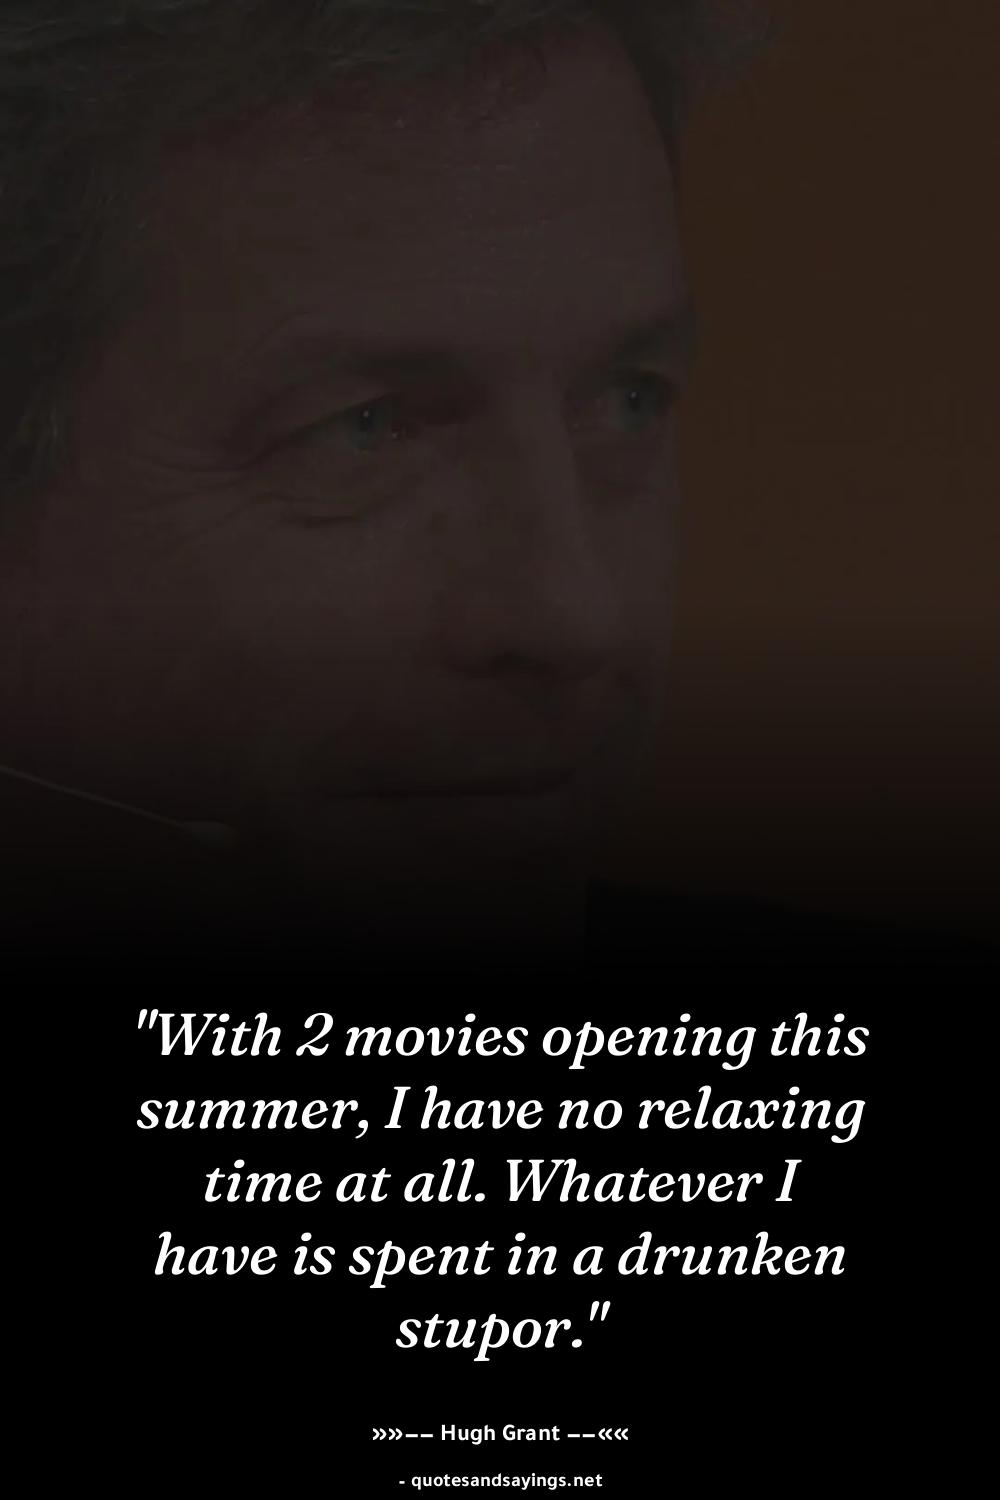 "With 2 movies opening this
summer, I have no relaxing
time at all. Whatever I
have is spent in a drunken
stupor."
»»–– Hugh Grant ––««
- quotesandsayings.net